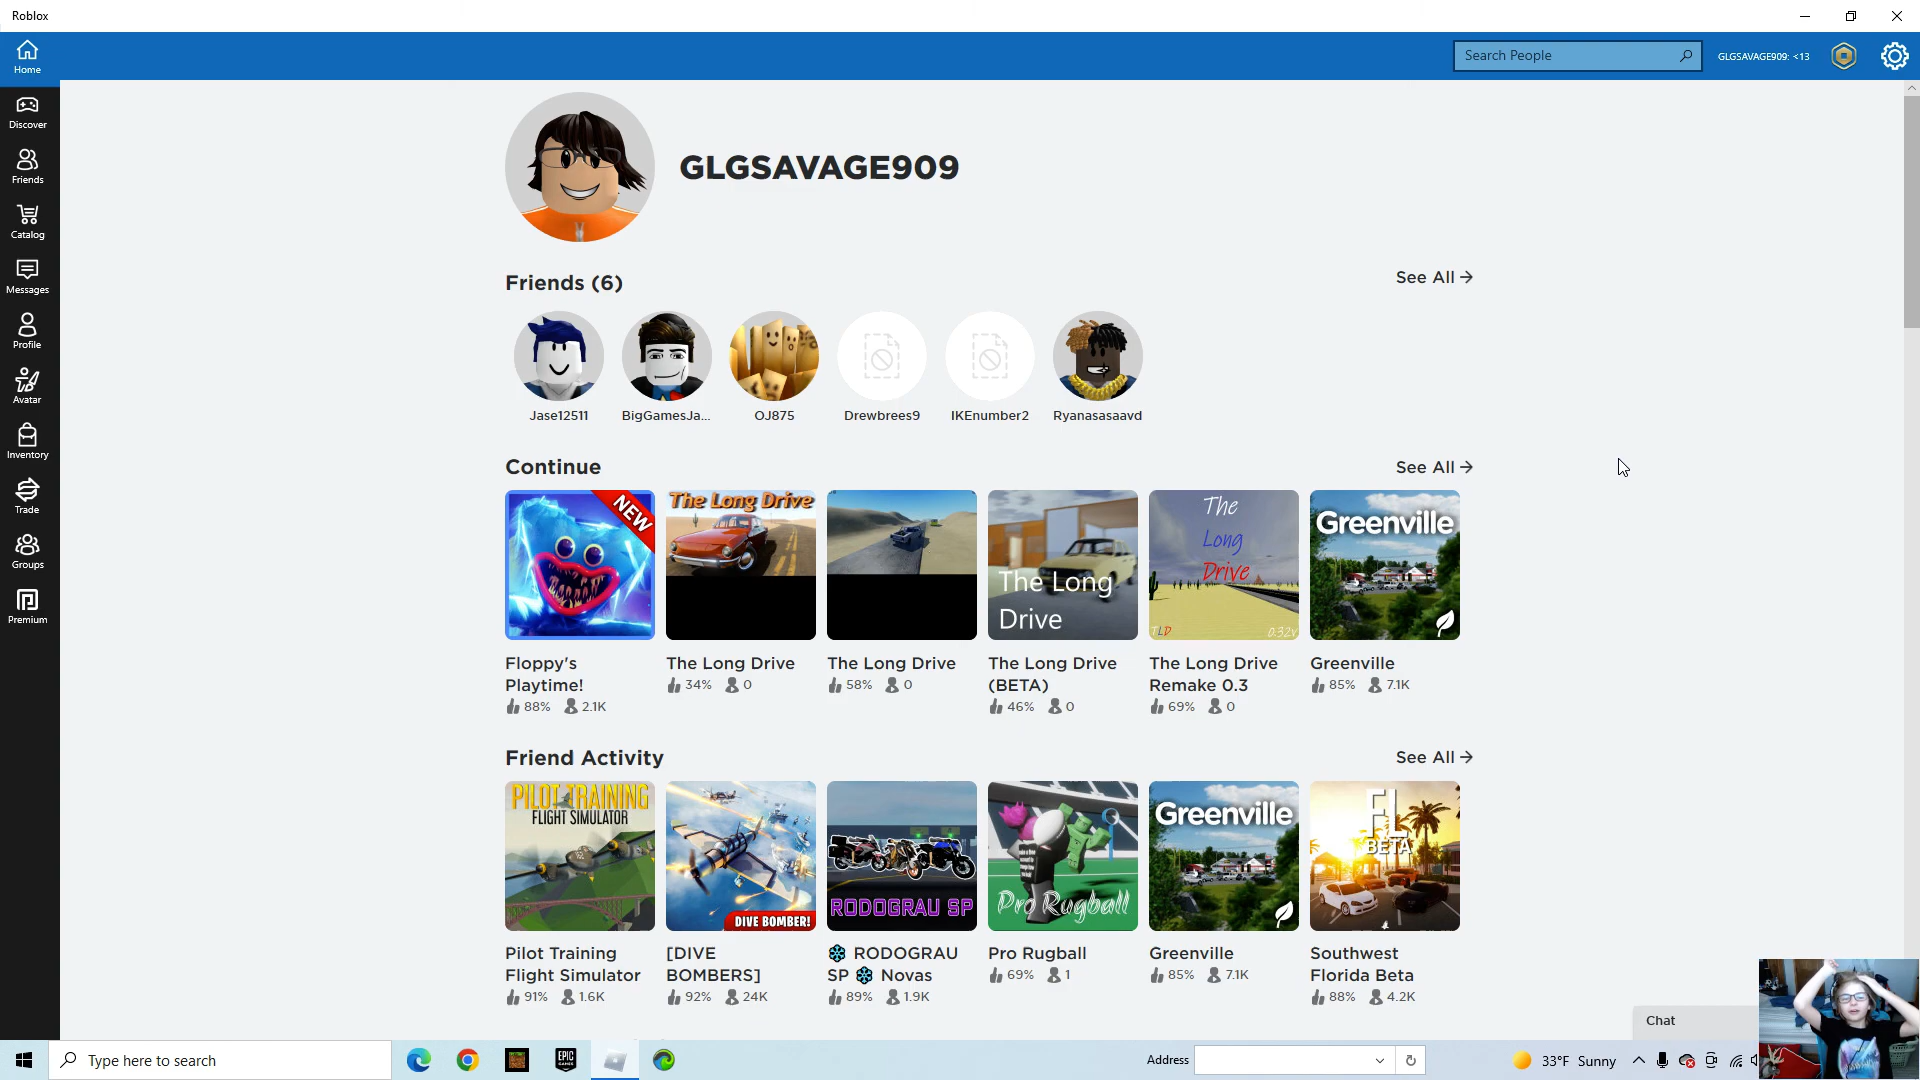 Roblox
Home
Search People
GLGSAVAGE909: <13
Discover
Friends
Catalog
Messages
Profile
Avatar
Inventory
Trade
Groups
Premium
GLGSAVAGE909
Friends (6)
See All
Jase12511
BigGamesJa...
OJ875
Drewbrees9
IKEnumber2
Ryanasasaavd
Continue
See All
NEW
The Long Drive
The Long
Drive
The
Long
Drive
TLD
0.32v
Greenville
Floppy's
Playtime!
88% 2.1K
The Long Drive
34% 0
The Long Drive
58% 0
The Long Drive
(BETA)
46% 0
The Long Drive
Remake 0.3
69% 0
Greenville
85% 7.1K
Friend Activity
See All
PILOT TRAINING
FLIGHT SIMULATOR
DIVE BOMBER!
RODOGRAU SP
Pro Rugball
Greenville
FL
BETA
Pilot Training
Flight Simulator
91% 1.6K
[DIVE
BOMBERS]
92% 24K
RODOGRAU
SP Novas
89% 1.9K
Pro Rugball
69% 1
Greenville
85% 7.1K
Southwest
Florida Beta
88% 4.2K
Chat
Type here to search
EPIC
GAMES
Address
33°F Sunny